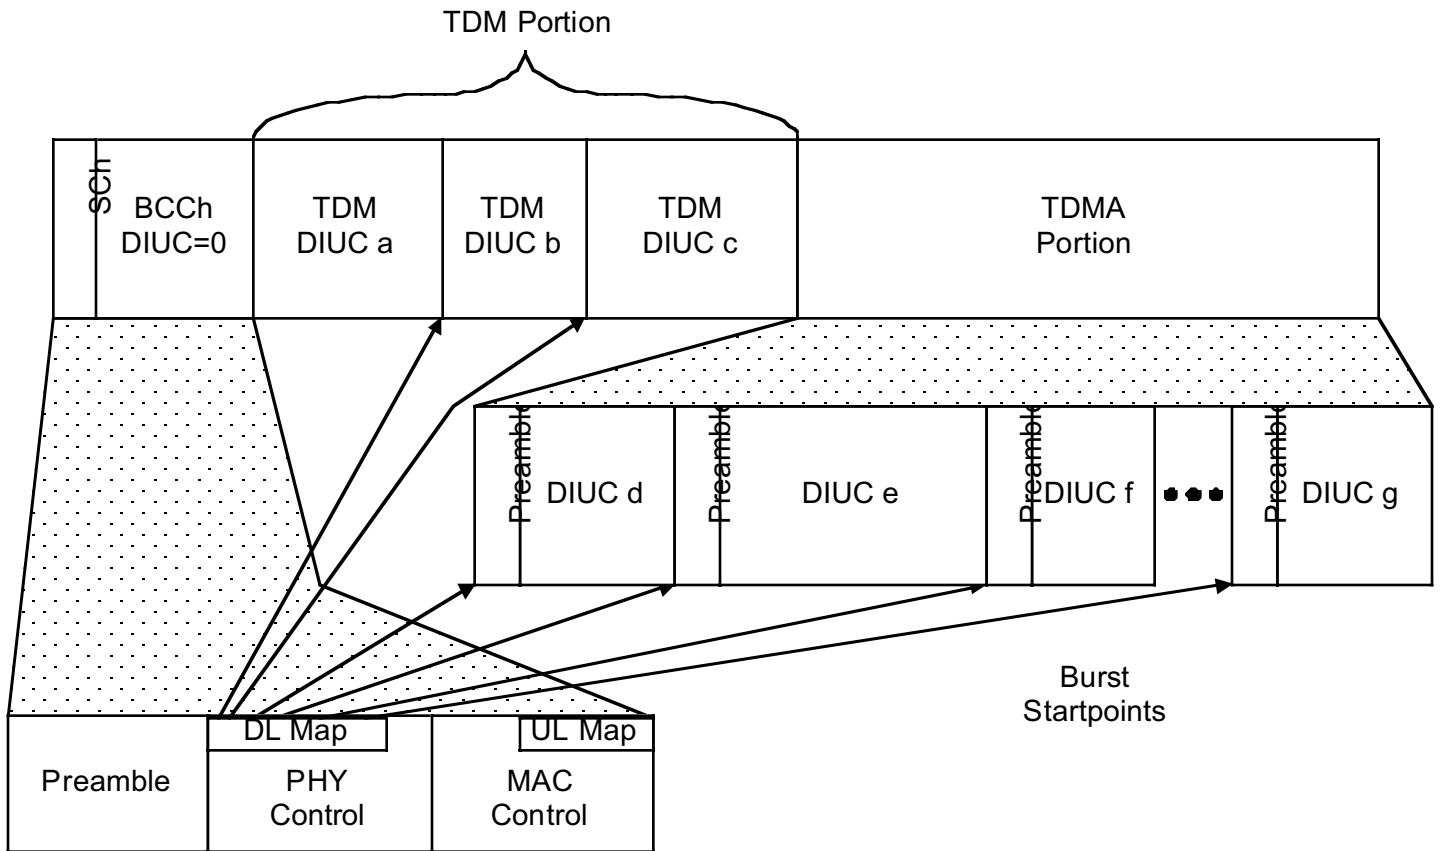 TDM Portion
SCh
BCCh
DIUC=0
TDM
DIUC a
TDM
DIUC b
TDM
DIUC c
TDMA
Portion
Preamble
DIUC d
Preamble
DIUC e
Preamble
DIUC f
Preamble
DIUC g
Burst
Startpoints
DL Map
UL Map
Preamble
PHY
Control
MAC
Control